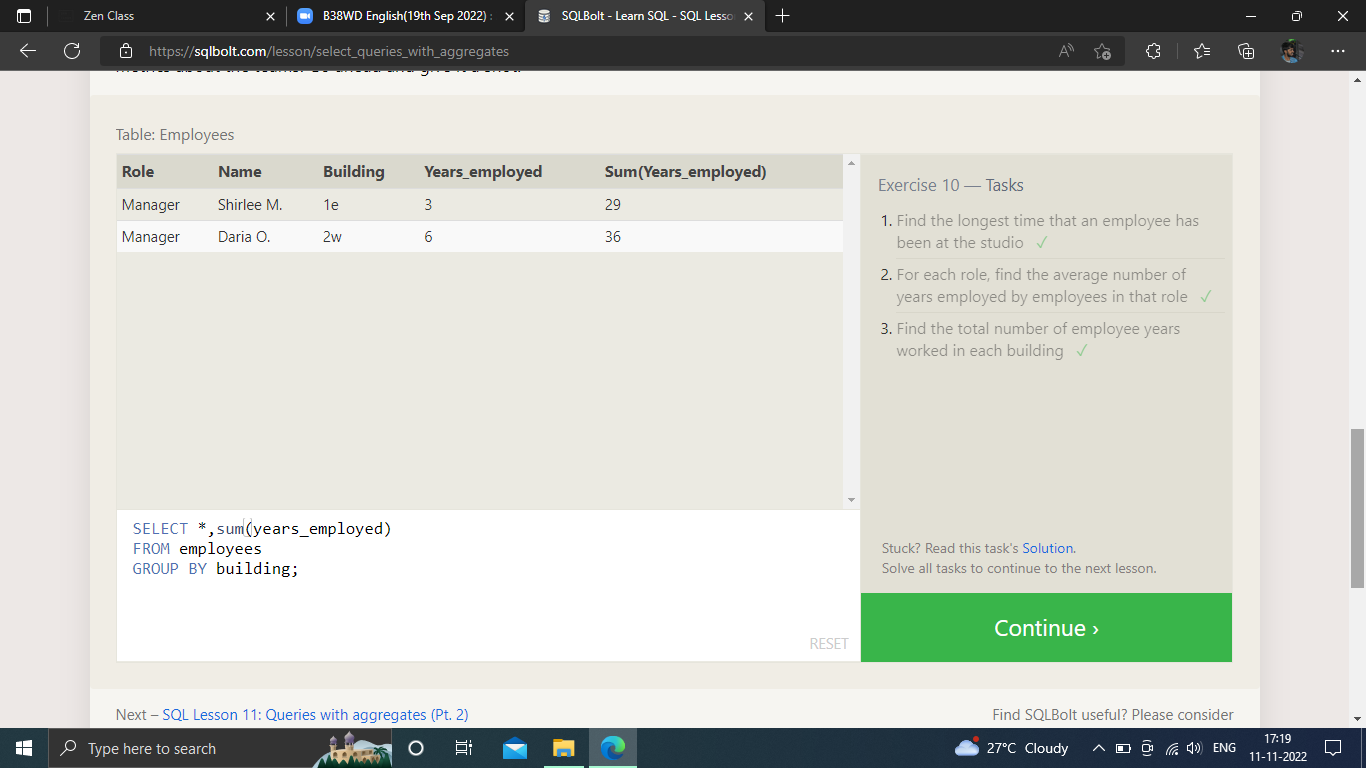 Zen Class
B38WD English(19th Sep 2022) :
SQLBolt - Learn SQL - SQL Lesso
https://sqlbolt.com/lesson/select_queries_with_aggregates
Table: Employees
Role Name Building Years_employed Sum(Years_employed)
Manager Shirlee M. 1e 3 29
Manager Daria O. 2w 6 36
SELECT *,sum(years_employed)
FROM employees
GROUP BY building;
RESET
Exercise 10 — Tasks
1. Find the longest time that an employee has
been at the studio ✓
2. For each role, find the average number of
years employed by employees in that role ✓
3. Find the total number of employee years
worked in each building ✓
Stuck? Read this task's Solution.
Solve all tasks to continue to the next lesson.
Continue ›
Next – SQL Lesson 11: Queries with aggregates (Pt. 2)
Find SQLBolt useful? Please consider
Type here to search
27°C Cloudy
ENG
17:19
11-11-2022